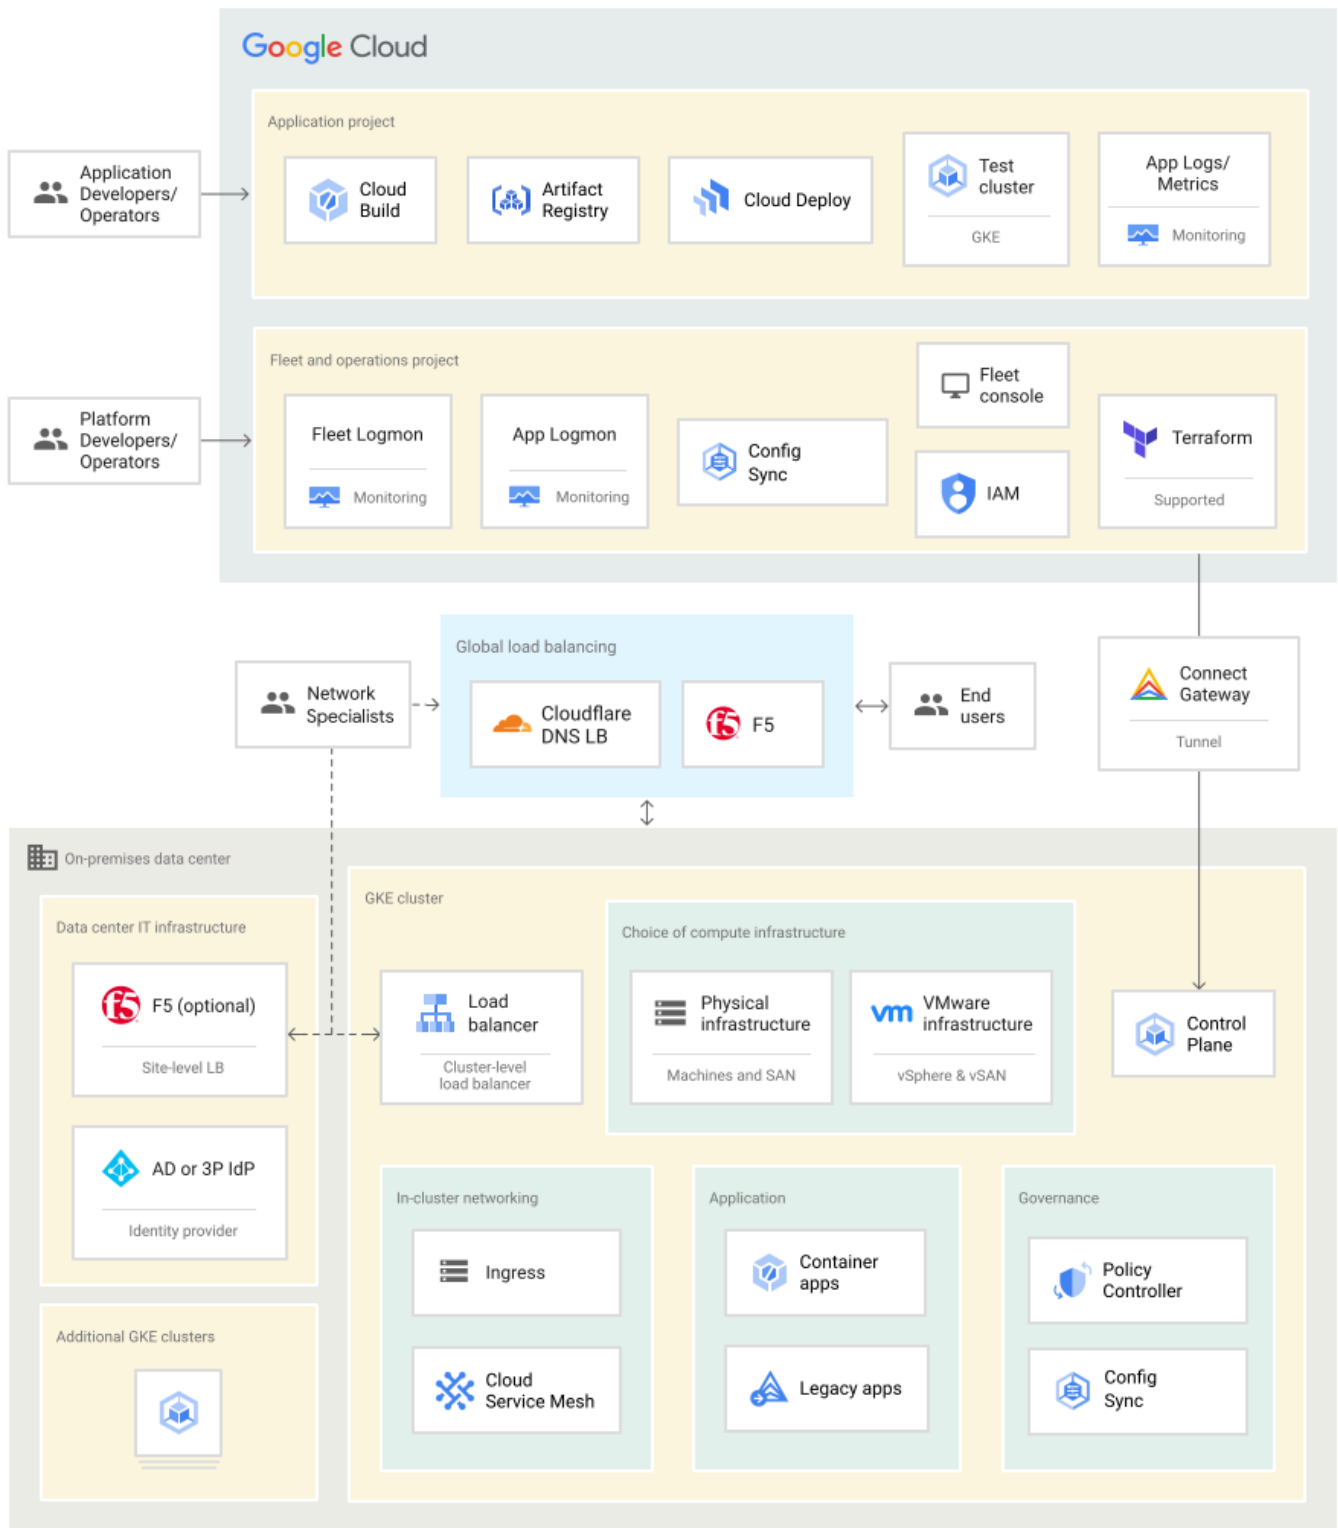 Google Cloud
Application project
Application
Developers/
Operators
Cloud
Build
Artifact
Registry
Cloud Deploy
Test
cluster
GKE
App Logs/
Metrics
Monitoring
Fleet and operations project
Platform
Developers/
Operators
Fleet Logmon
Monitoring
App Logmon
Monitoring
Config
Sync
Fleet
console
IAM
Terraform
Supported
Global load balancing
Network
Specialists
Cloudflare
DNS LB
F5
End
users
Connect
Gateway
Tunnel
On-premises data center
Data center IT infrastructure
F5 (optional)
Site-level LB
AD or 3P IdP
Identity provider
Additional GKE clusters
GKE cluster
Load
balancer
Cluster-level
load balancer
Choice of compute infrastructure
Physical
infrastructure
Machines and SAN
vm
VMware
infrastructure
vSphere & vSAN
Control
Plane
In-cluster networking
Ingress
Cloud
Service Mesh
Application
Container
apps
Legacy apps
Governance
Policy
Controller
Config
Sync